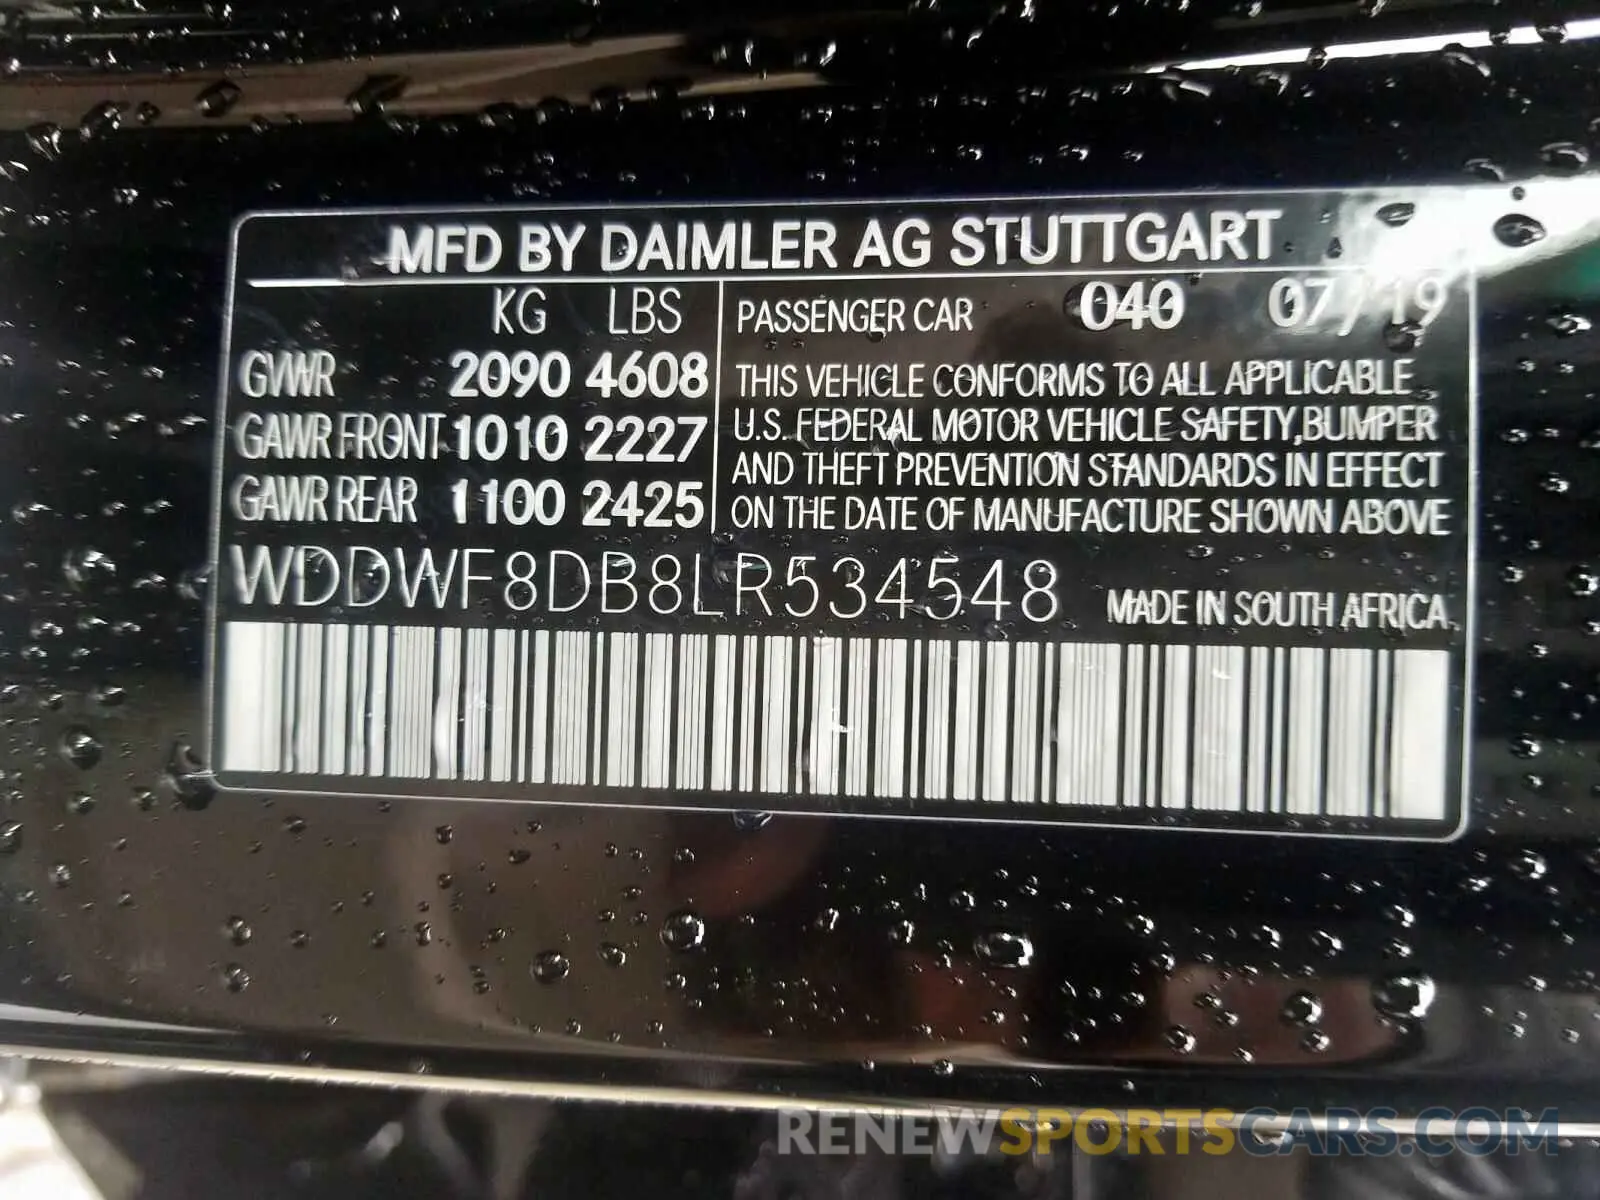 MFD BY DAIMLER AG STUTTGART
KG LBS
GVWR 2090 4608
GAWR FRONT 1010 2227
GAWR REAR 1100 2425
PASSENGER CAR 040 07/19
THIS VEHICLE CONFORMS TO ALL APPLICABLE
U.S. FEDERAL MOTOR VEHICLE SAFETY,BUMPER
AND THEFT PREVENTION STANDARDS IN EFFECT
ON THE DATE OF MANUFACTURE SHOWN ABOVE
WDDWF8DB8LR534548 MADE IN SOUTH AFRICA
RENEWSPORTSCARS.COM